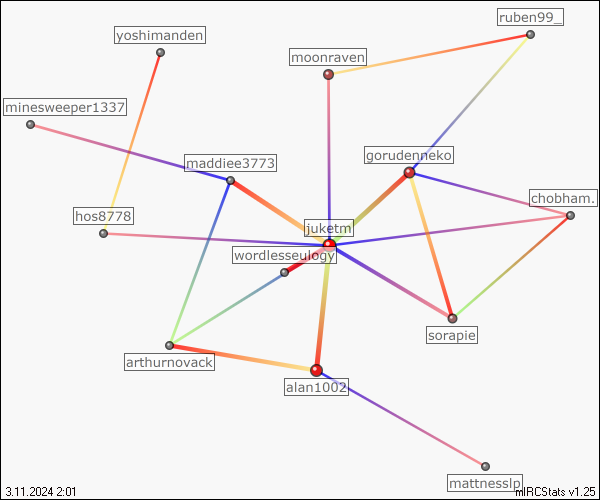 ruben99_
yoshimanden
moonraven
minesweeper1337
gorudenneko
maddiee3773
chobham.
hos8778
juketm
wordlesseulogy
sorapie
arthurnovack
alan1002
mattnesslp
3.11.2024 2:01
mIRCStats v1.25